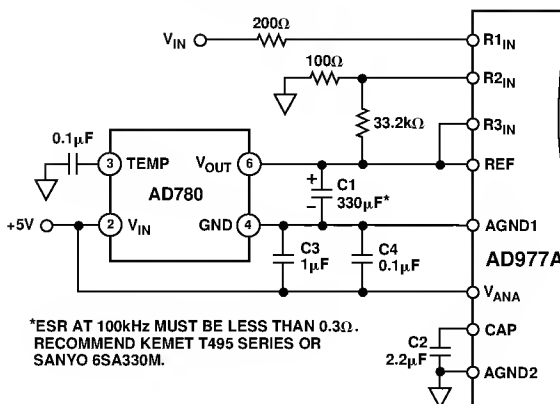 200Ω
V_IN
R1_IN
100Ω
R2_IN
33.2kΩ
R3_IN
0.1µF
3 TEMP
V_OUT 6
REF
AD780
+
C1
330µF*
–
+5V
2 V_IN
GND 4
AGND1
C3
1µF
C4
0.1µF
AD977A
V_ANA
*ESR AT 100kHz MUST BE LESS THAN 0.3Ω.
RECOMMEND KEMET T495 SERIES OR
SANYO 6SA330M.
CAP
C2
2.2µF
AGND2